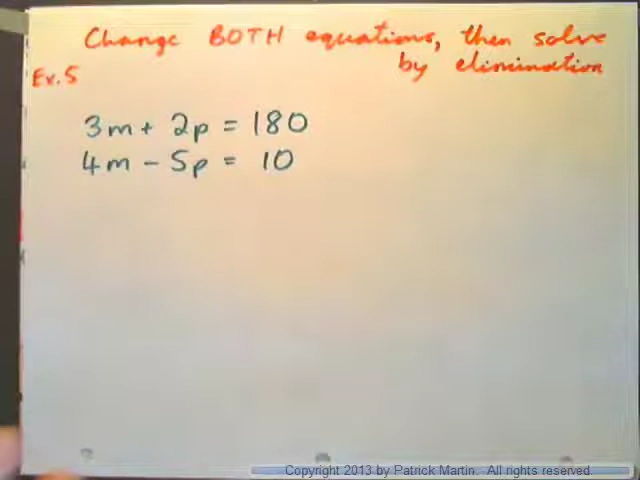 Change BOTH equations, then solve
by elimination
Ex.5
3m + 2p = 180
4m - 5p = 10
Copyright 2013 by Patrick Martin. All rights reserved.